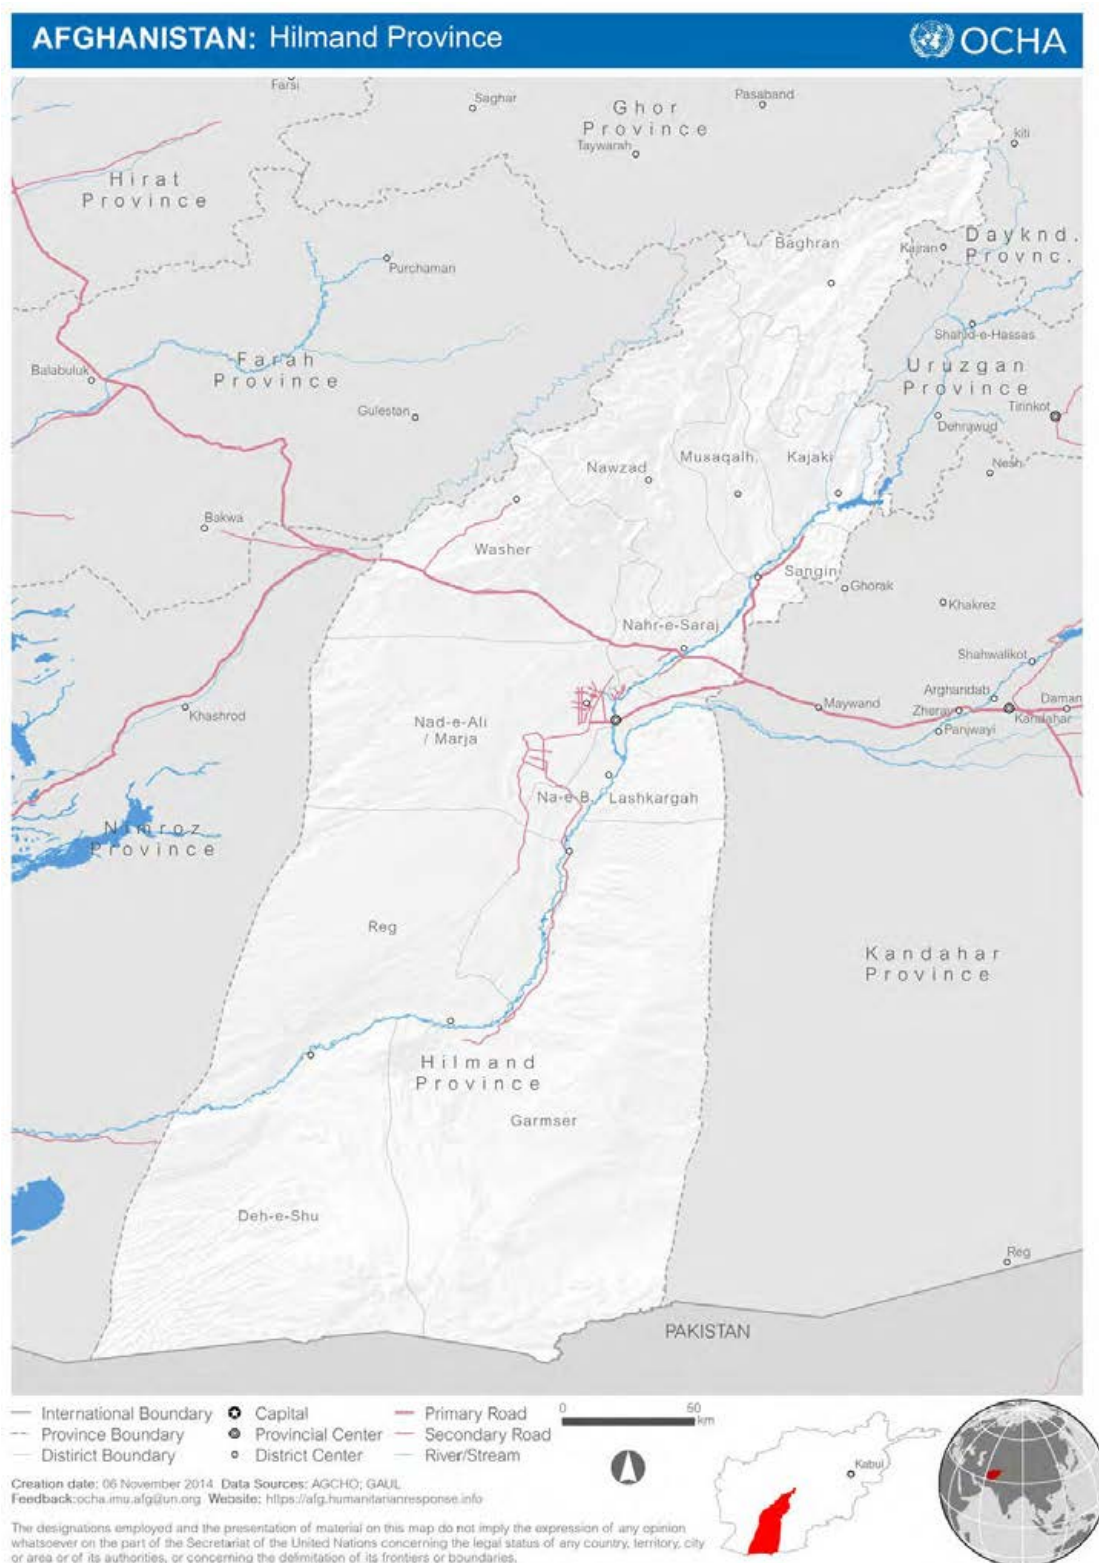 AFGHANISTAN: Hilmand Province
OCHA
Farsi
Saghar
Ghor
Province
Pasaband
Taywarah
kiti
Hirat
Province
Purchaman
Baghran
Kajran
Dayknd.
Provnc.
Shahid-e-Hassas
Farah
Province
Balabuluk
Uruzgan
Province
Gulestan
Tirinkot
Dehrawud
Nawzad
Musaqalh
Kajaki
Nesh
Bakwa
Washer
Sangin
Ghorak
Khakrez
Nahr-e-Saraj
Shahwalikot
Khashrod
Nad-e-Ali
/ Marja
Maywand
Arghandab
Zheray
Daman
Kandahar
Panjwayi
Na-e-B.
Lashkargah
Nimroz
Province
Reg
Kandahar
Province
Hilmand
Province
Garmser
Deh-e-Shu
Reg
PAKISTAN
International Boundary
Province Boundary
Distirict Boundary
Capital
Provincial Center
District Center
Primary Road
Secondary Road
River/Stream
0 50
km
Kabul
Creation date: 06 November 2014 Data Sources: AGCHO; GAUL
Feedback:ocha.imu.afg@un.org Website: https://afg.humanitarianresponse.info
The designations employed and the presentation of material on this map do not imply the expression of any opinion
whatsoever on the part of the Secretariat of the United Nations concerning the legal status of any country, territory, city
or area or of its authorities, or concerning the delimitation of its frontiers or boundaries.